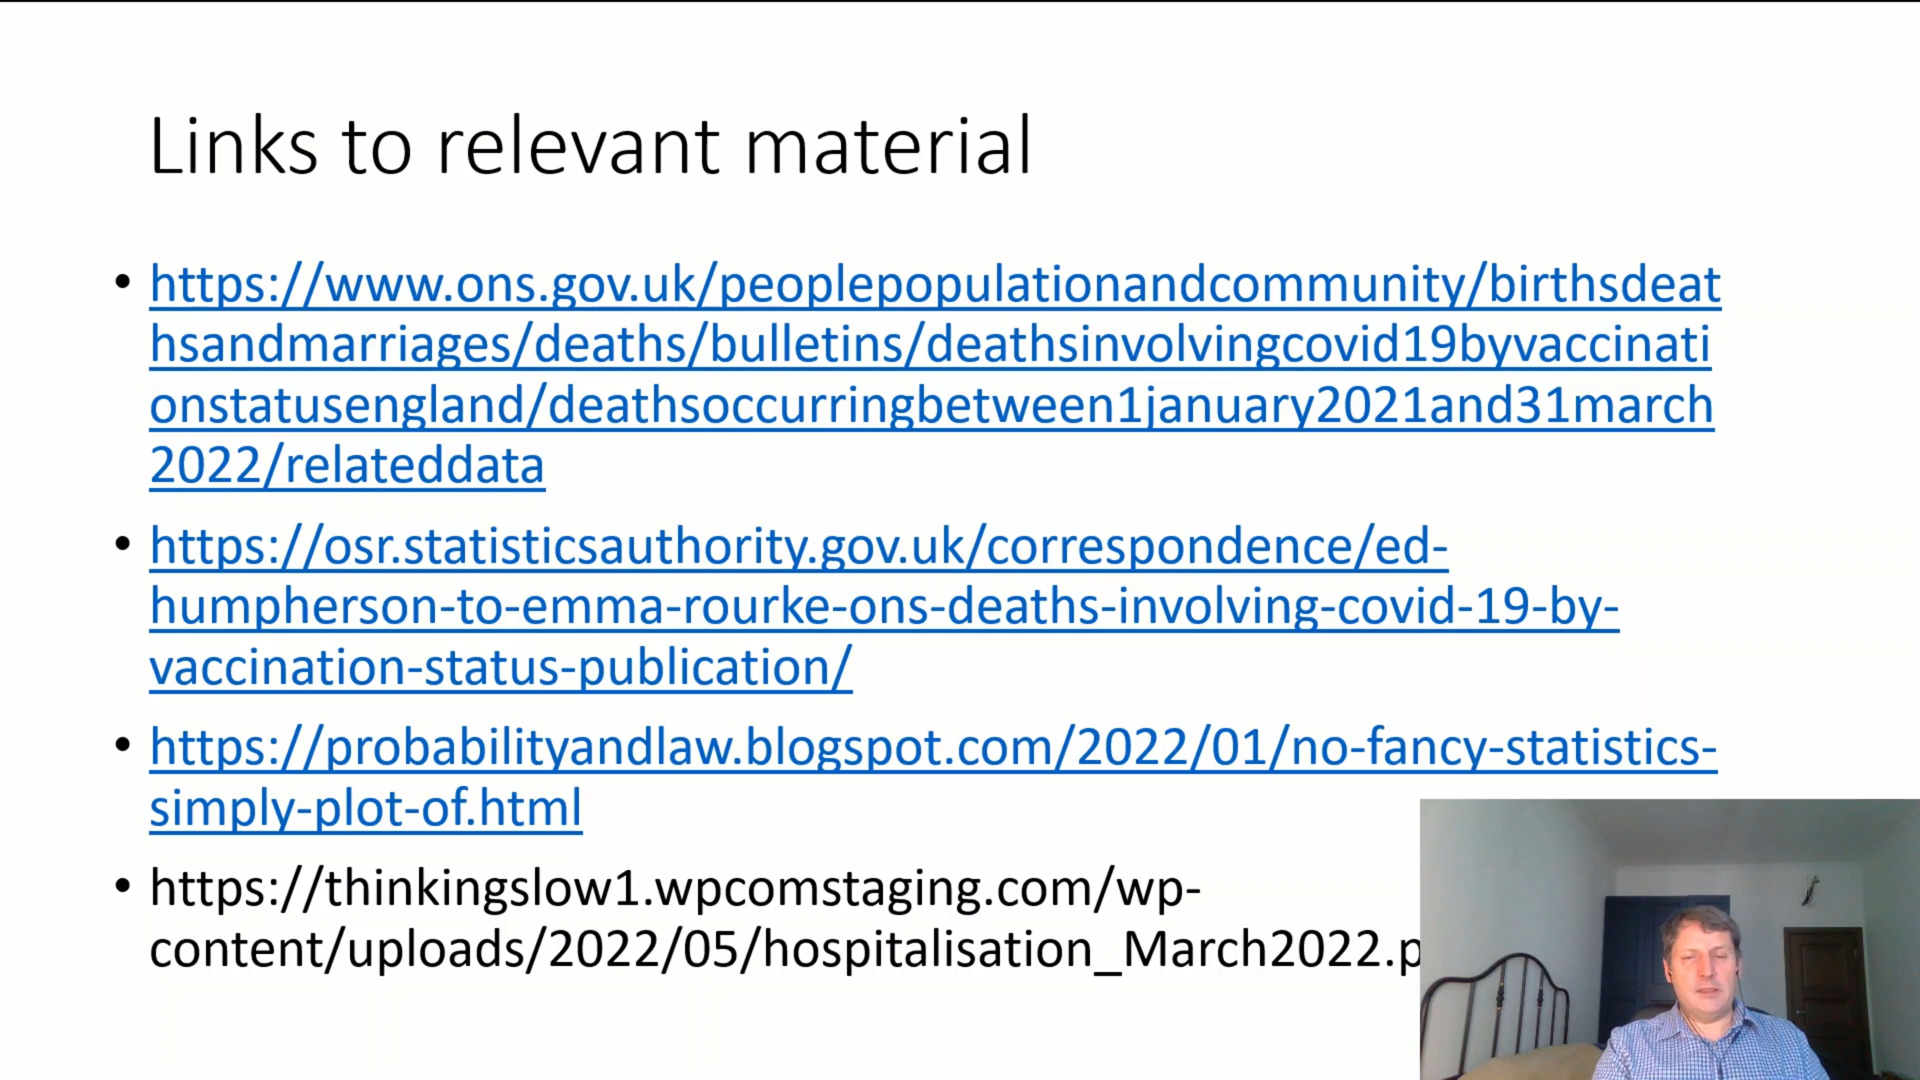 Links to relevant material
• https://www.ons.gov.uk/peoplepopulationandcommunity/birthsdeat
hsandmarriages/deaths/bulletins/deathsinvolvingcovid19byvaccinati
onstatusengland/deathsoccurringbetween1january2021and31march
2022/relateddata
• https://osr.statisticsauthority.gov.uk/correspondence/ed-
humpherson-to-emma-rourke-ons-deaths-involving-covid-19-by-
vaccination-status-publication/
• https://probabilityandlaw.blogspot.com/2022/01/no-fancy-statistics-
simply-plot-of.html
• https://thinkingslow1.wpcomstaging.com/wp-
content/uploads/2022/05/hospitalisation_March2022.p